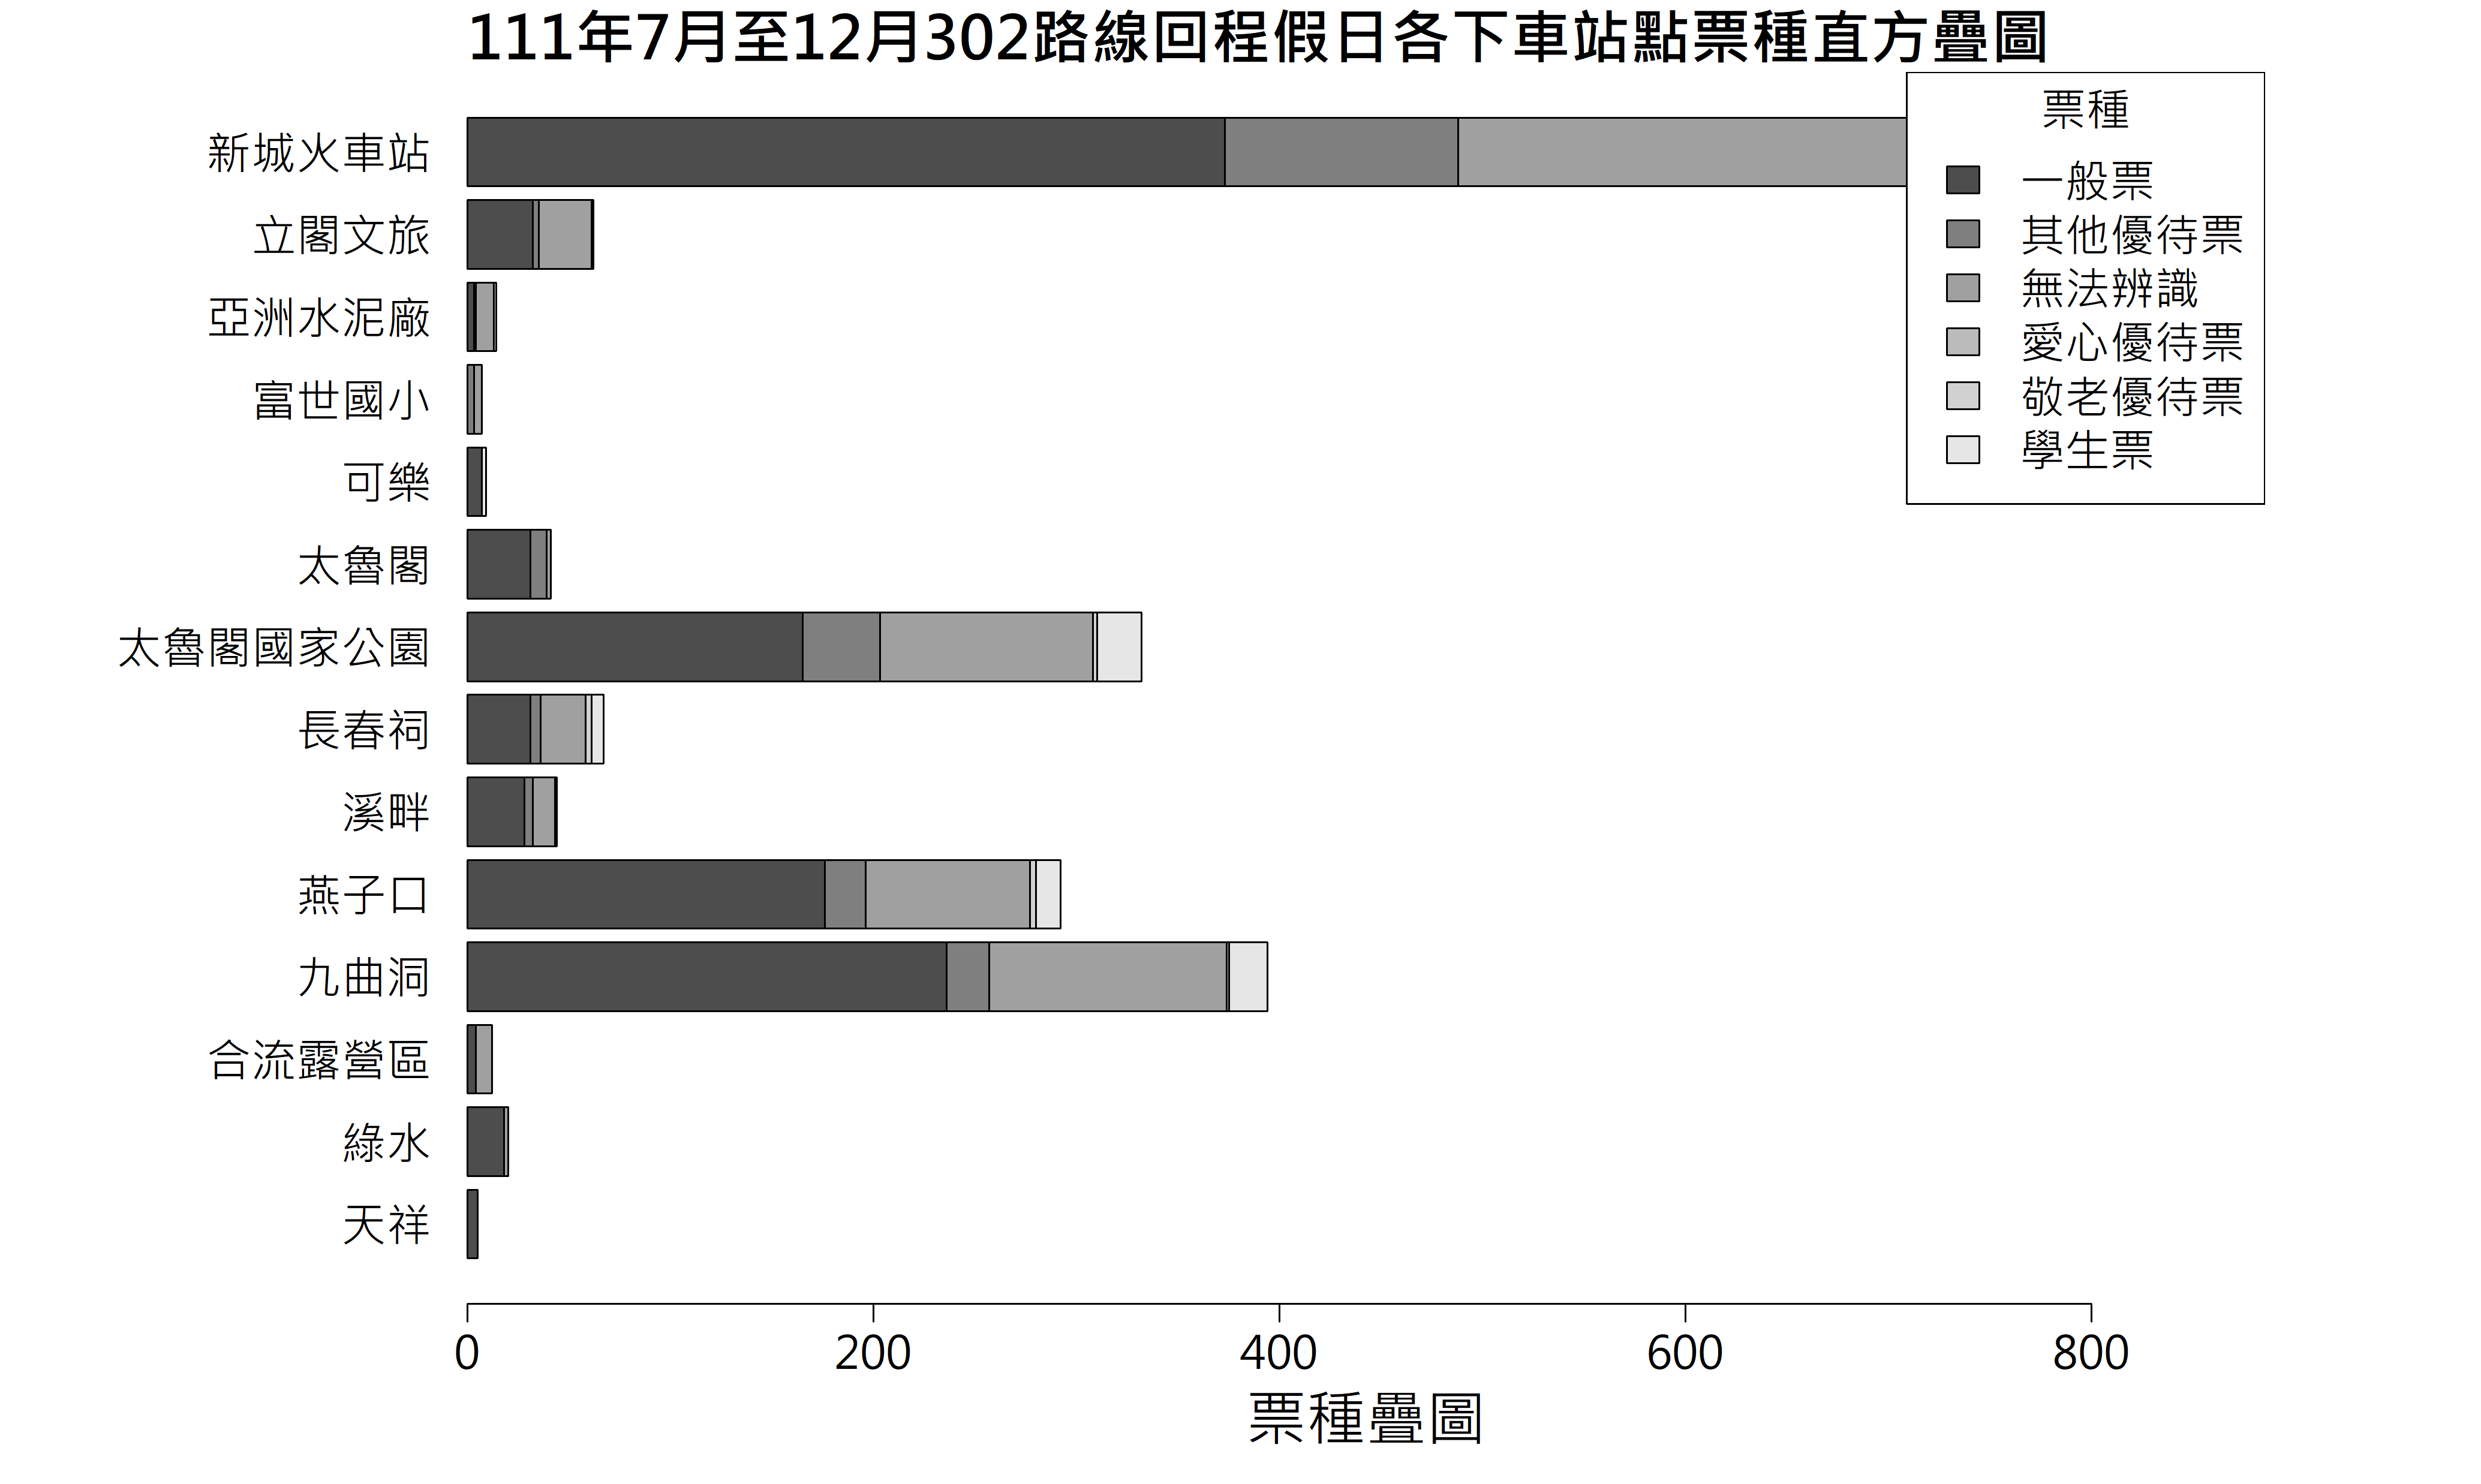 111年7月至12月302路線回程假日各下車站點票種直方疊圖
票種
一般票
其他優待票
無法辨識
愛心優待票
敬老優待票
學生票
新城火車站
立閣文旅
亞洲水泥廠
富世國小
可樂
太魯閣
太魯閣國家公園
長春祠
溪畔
燕子口
九曲洞
合流露營區
綠水
天祥
0 200 400 600 800
票種疊圖